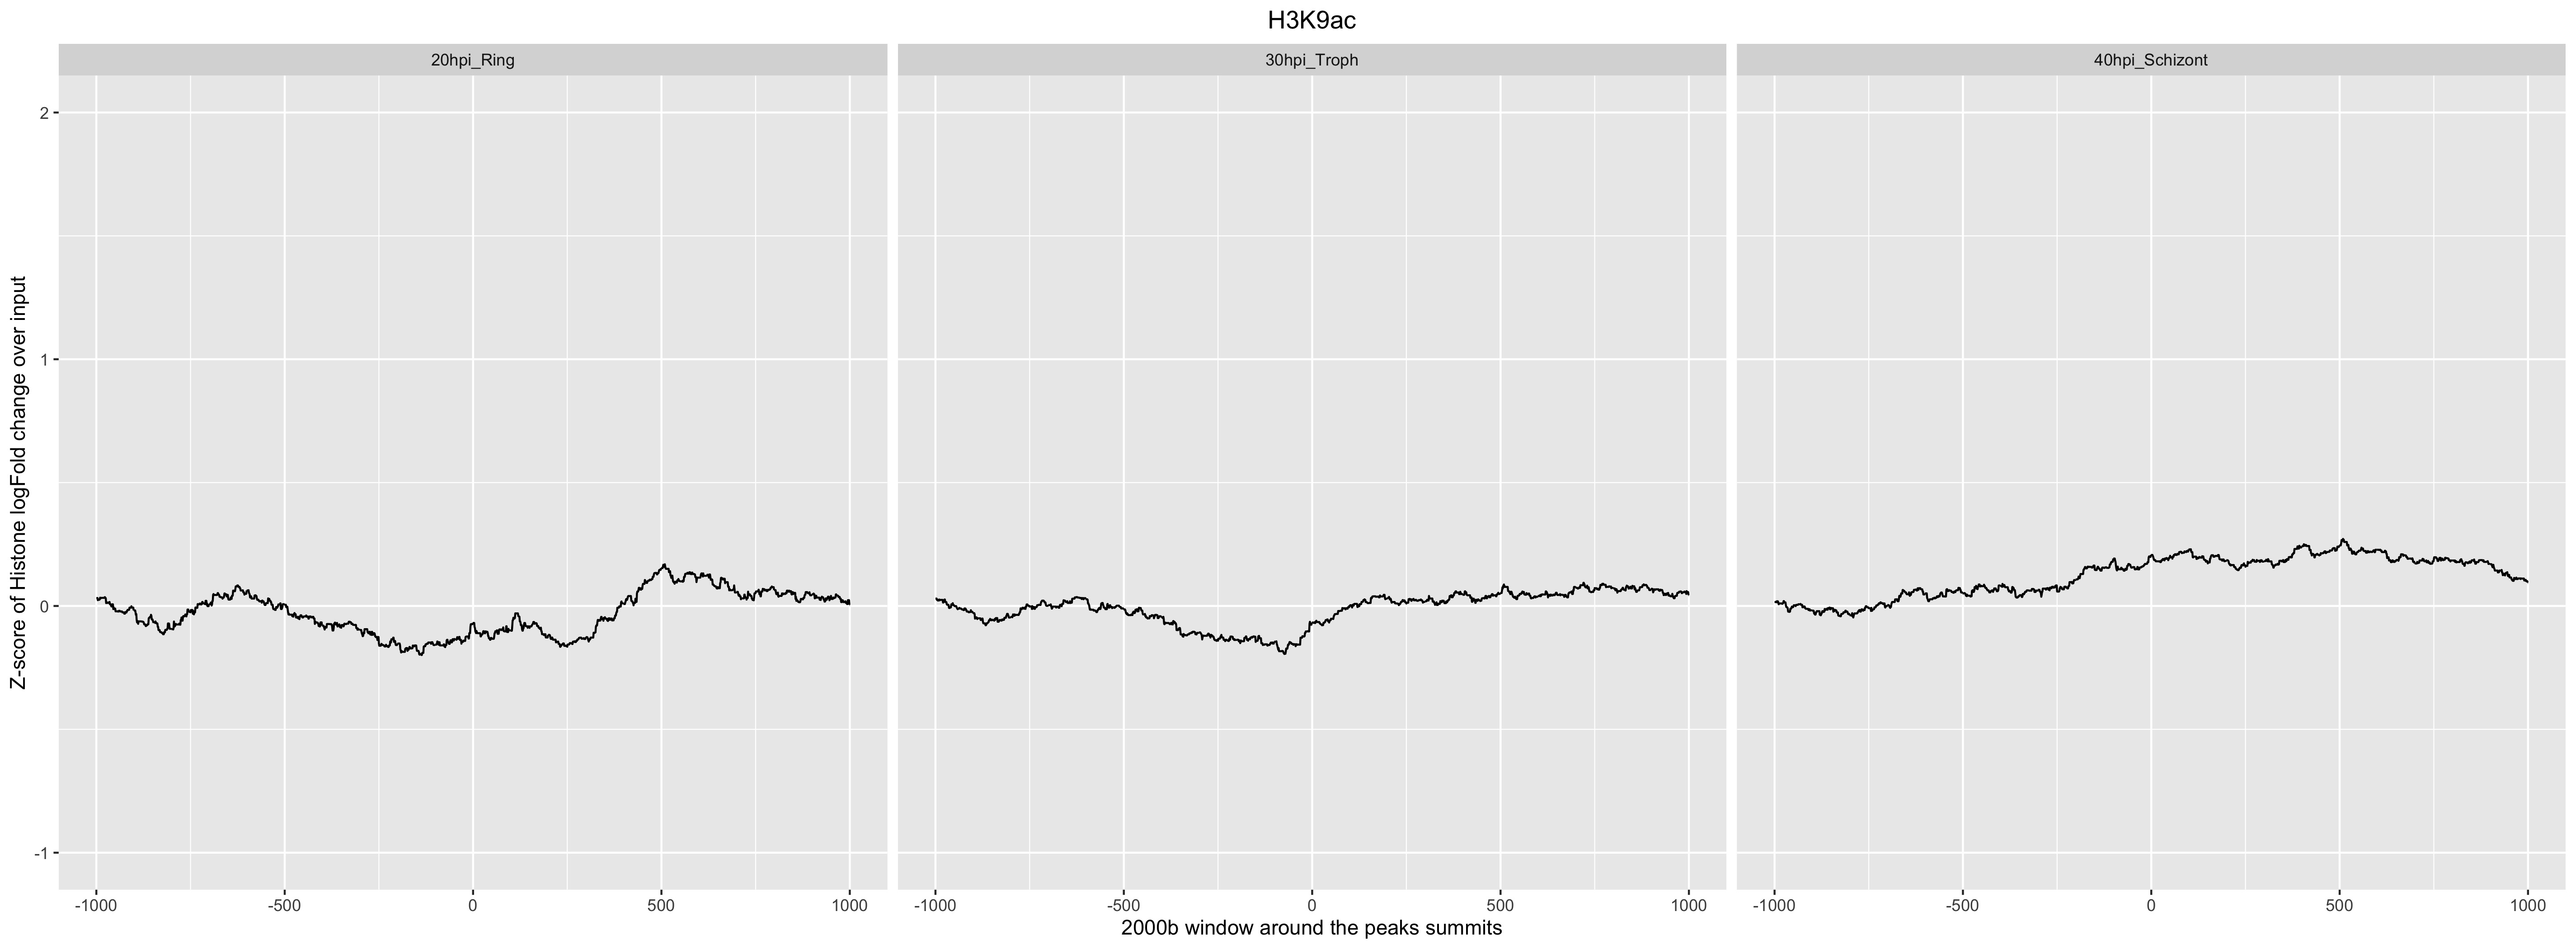 H3K9ac
20hpi_Ring 30hpi_Troph 40hpi_Schizont
Z-score of Histone logFold change over input
2
1
0
-1
-1000 -500 0 500 1000 -1000 -500 0 500 1000 -1000 -500 0 500 1000
2000b window around the peaks summits